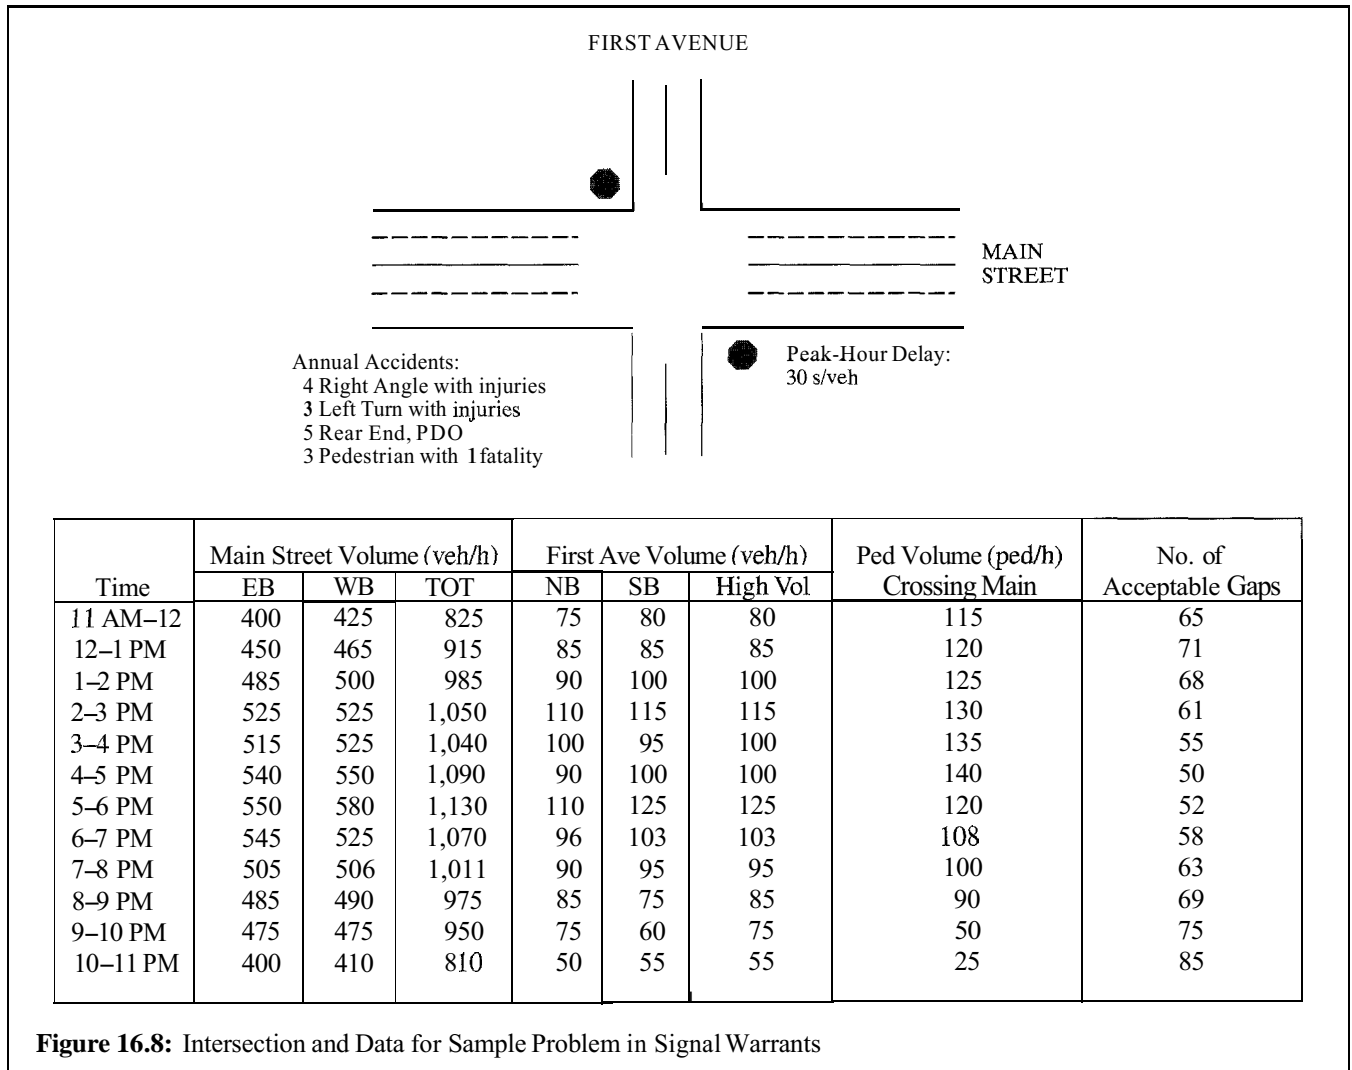 FIRST AVENUE
MAIN
STREET
Annual Accidents:
4 Right Angle with injuries
3 Left Turn with injuries
5 Rear End, PDO
3 Pedestrian with 1 fatality
Peak-Hour Delay:
30 s/veh
Time Main Street Volume (veh/h) First Ave Volume (veh/h) Ped Volume (ped/h) Crossing Main No. of Acceptable Gaps
EB WB TOT NB SB High Vol
11 AM–12 400 425 825 75 80 80 115 65
12–1 PM 450 465 915 85 85 85 120 71
1–2 PM 485 500 985 90 100 100 125 68
2–3 PM 525 525 1,050 110 115 115 130 61
3–4 PM 515 525 1,040 100 95 100 135 55
4–5 PM 540 550 1,090 90 100 100 140 50
5–6 PM 550 580 1,130 110 125 125 120 52
6–7 PM 545 525 1,070 96 103 103 108 58
7–8 PM 505 506 1,011 90 95 95 100 63
8–9 PM 485 490 975 85 75 85 90 69
9–10 PM 475 475 950 75 60 75 50 75
10–11 PM 400 410 810 50 55 55 25 85
Figure 16.8: Intersection and Data for Sample Problem in Signal Warrants